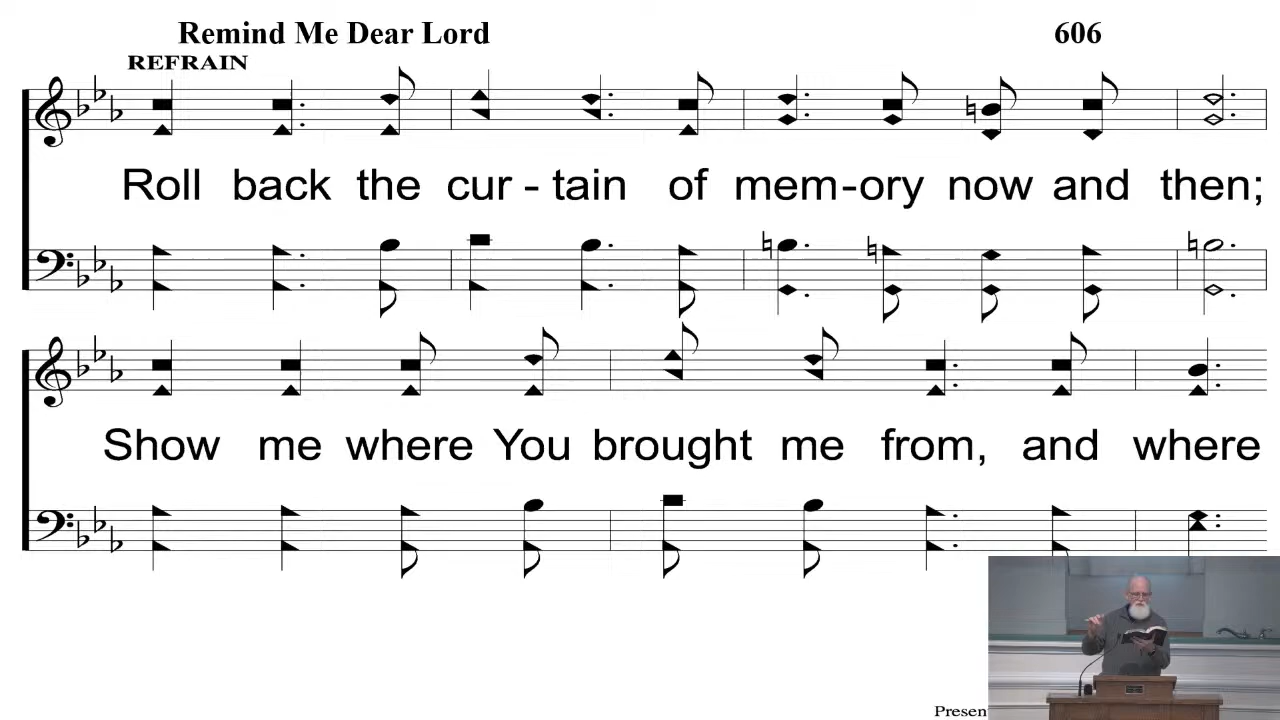 Remind Me Dear Lord 606
REFRAIN
Roll back the cur - tain of mem-ory now and then;
Show me where You brought me from, and where
Presen